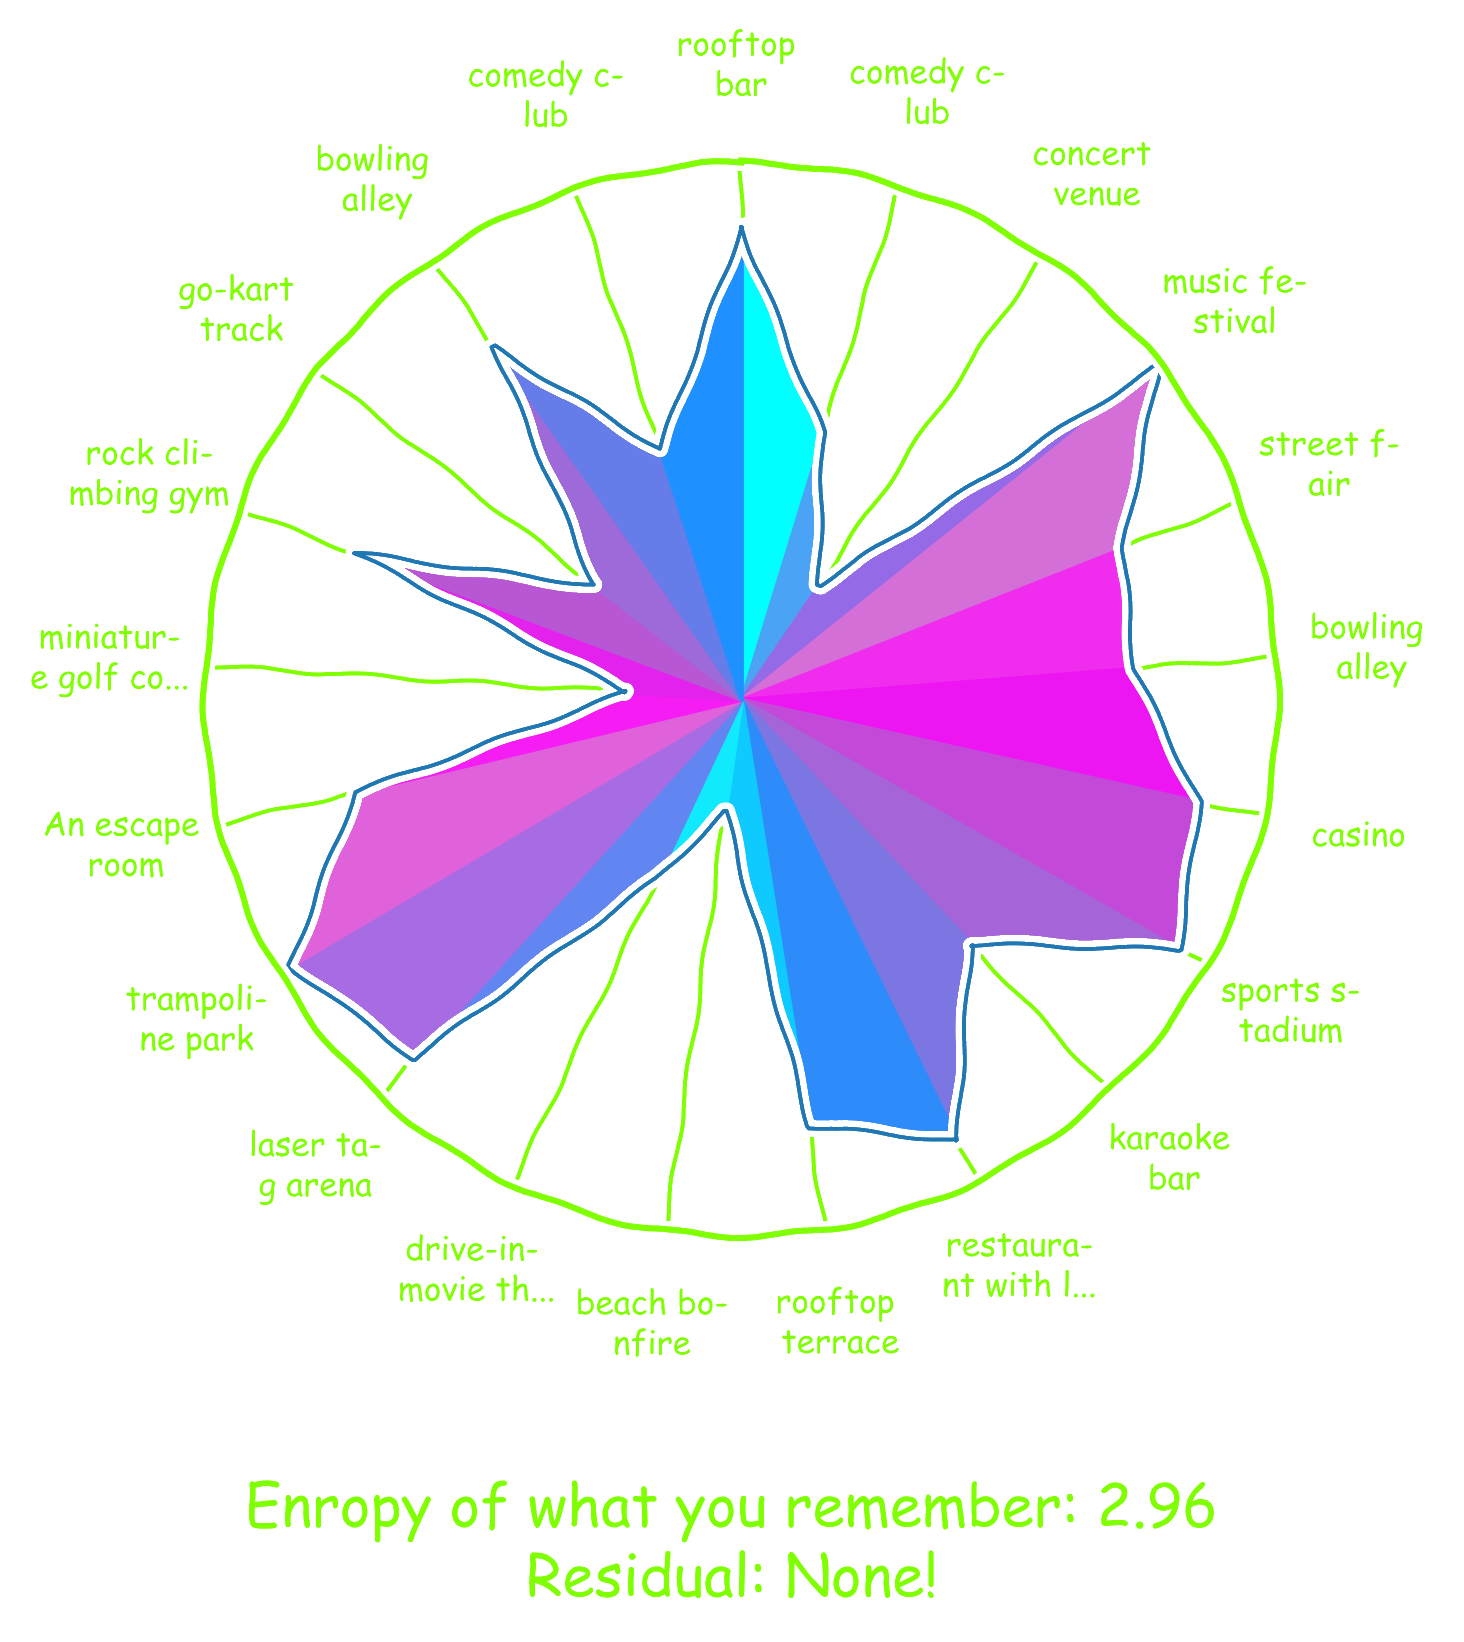 rooftop
bar
comedy c-
lub
concert
venue
music fe-
stival
street f-
air
bowling
alley
casino
sports s-
tadium
karaoke
bar
restaura-
nt with l...
rooftop
terrace
beach bo-
nfire
drive-in-
movie th...
laser ta-
g arena
trampoli-
ne park
An escape
room
miniatur-
e golf co...
rock cli-
mbing gym
go-kart
track
bowling
alley
comedy c-
lub
Enropy of what you remember: 2.96
Residual: None!